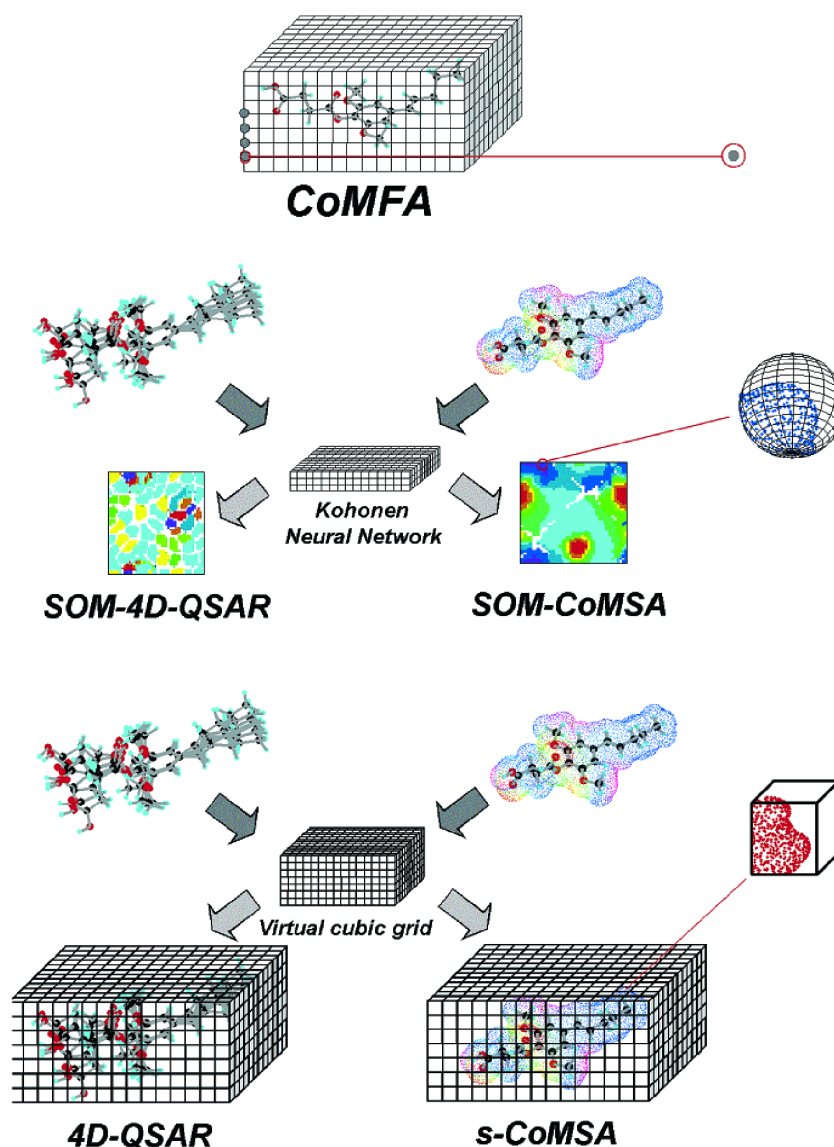 CoMFA
Kohonen
Neural Network
SOM-4D-QSAR
SOM-CoMSA
Virtual cubic grid
4D-QSAR
s-CoMSA